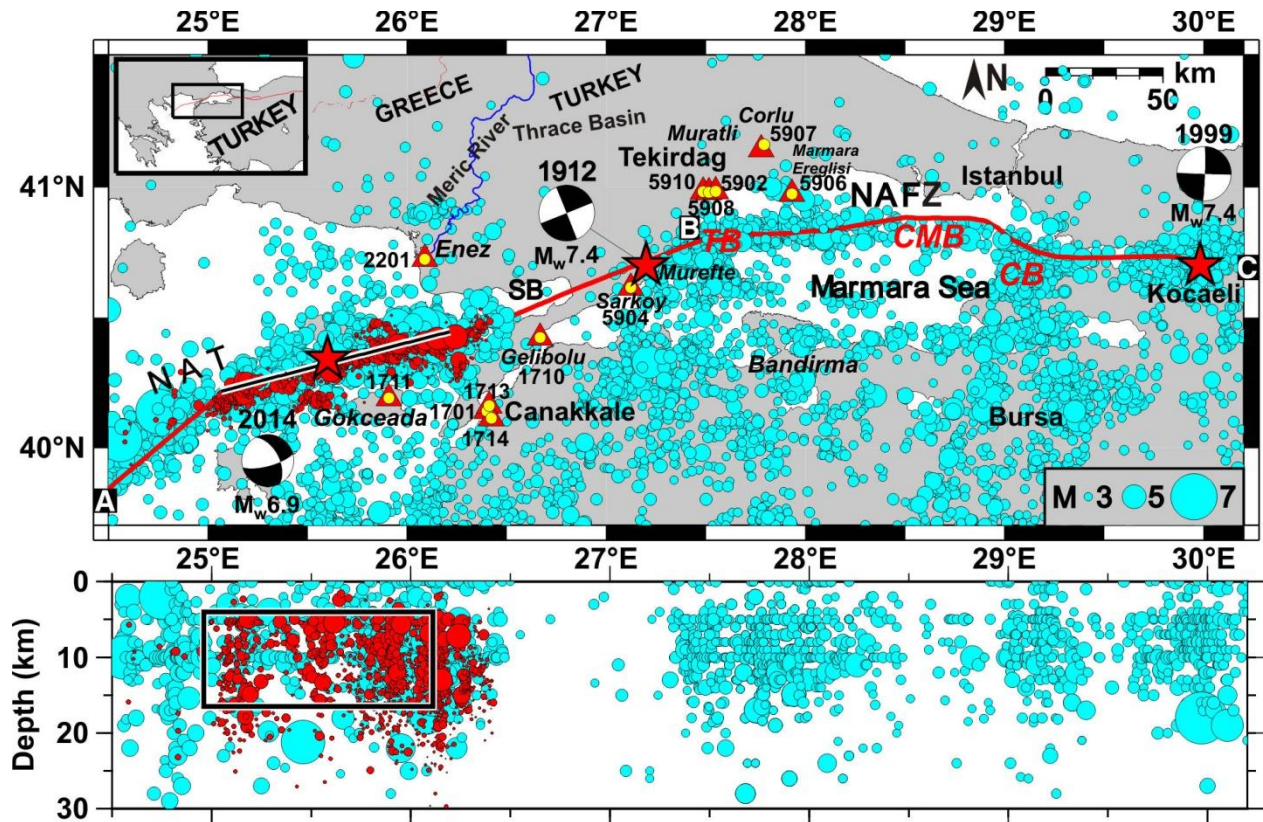 25°E 26°E 27°E 28°E 29°E 30°E
41°N
40°N
TURKEY
GREECE
TURKEY
Meric River
Thrace Basin
N
km
0 50
1912
Mw7.4
1999
Mw7.4
2014
Mw6.9
Corlu
5907
Muratli
Tekirdag
Marmara
Ereglisi
5910 5902 5906
5908
Istanbul
NAFZ
B
TB
CMB
CB
C
Kocaeli
2201 Enez
SB
Murefte
Sarkoy
5904
Marmara Sea
NAT
Gelibolu
1710
Bandirma
1711
Gokceada
1713
1701 Canakkale
1714
Bursa
A
M 3 5 7
25°E 26°E 27°E 28°E 29°E 30°E
Depth (km)
0
10
20
30